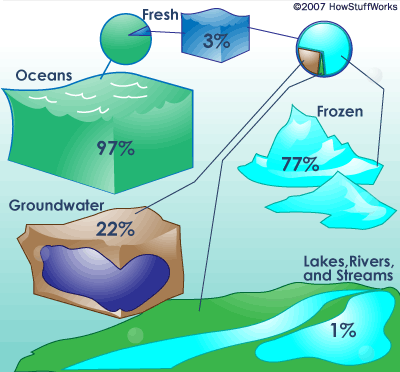 ©2007 HowStuffWorks
Fresh
3%
Oceans
97%
Frozen
77%
Groundwater
22%
Lakes,Rivers,
and Streams
1%